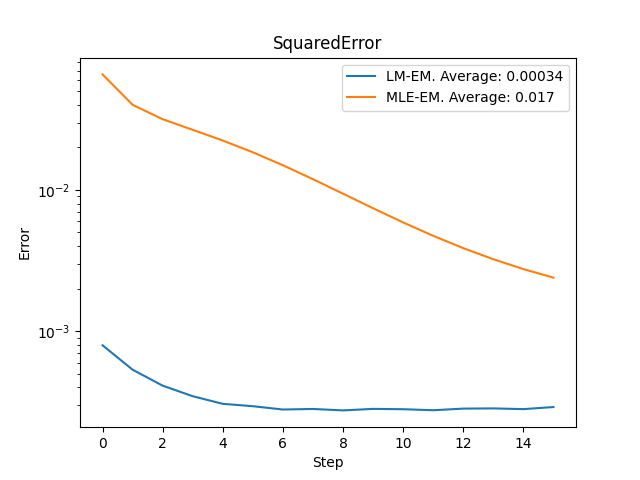 SquaredError
LM-EM. Average: 0.00034
MLE-EM. Average: 0.017
Error
10⁻²
10⁻³
0 2 4 6 8 10 12 14
Step